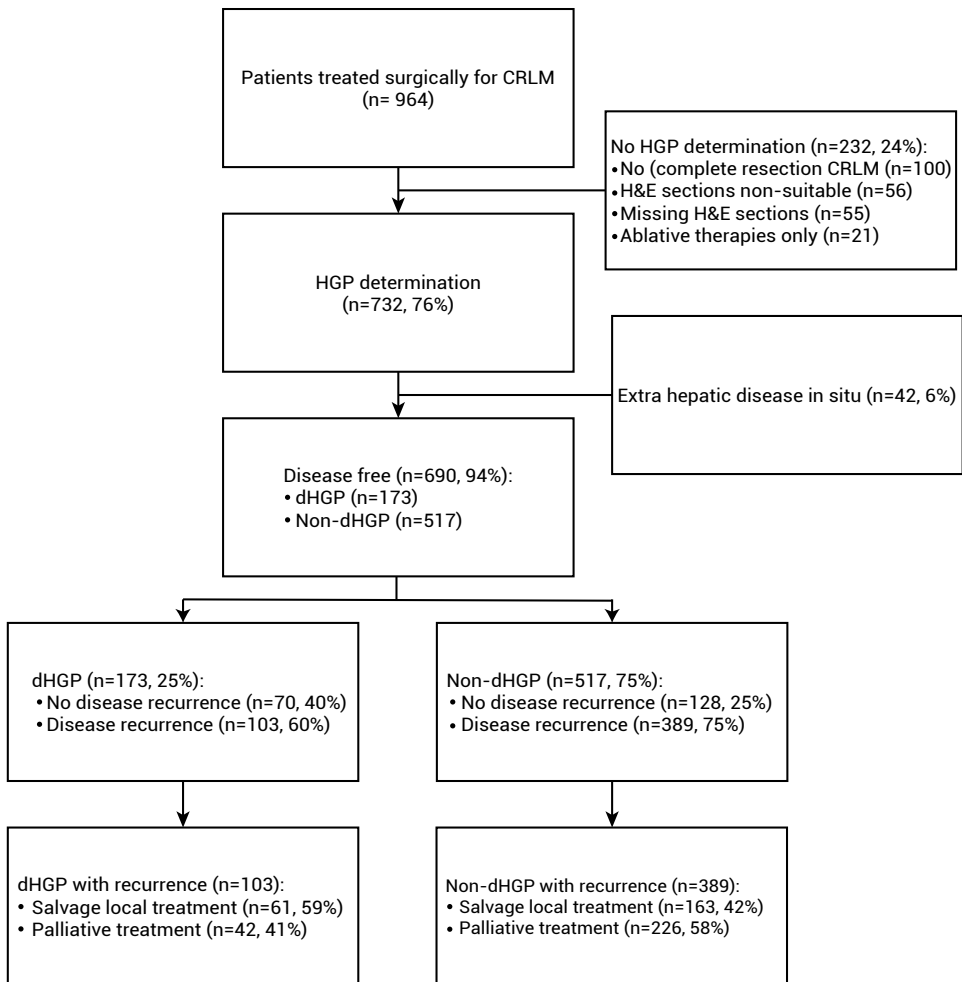 Patients treated surgically for CRLM
(n= 964)
No HGP determination (n=232, 24%):
•No (complete resection CRLM (n=100)
•H&E sections non-suitable (n=56)
•Missing H&E sections (n=55)
•Ablative therapies only (n=21)
HGP determination
(n=732, 76%)
Extra hepatic disease in situ (n=42, 6%)
Disease free (n=690, 94%):
• dHGP (n=173)
• Non-dHGP (n=517)
dHGP (n=173, 25%):
• No disease recurrence (n=70, 40%)
• Disease recurrence (n=103, 60%)
Non-dHGP (n=517, 75%):
• No disease recurrence (n=128, 25%)
• Disease recurrence (n=389, 75%)
dHGP with recurrence (n=103):
• Salvage local treatment (n=61, 59%)
• Palliative treatment (n=42, 41%)
Non-dHGP with recurrence (n=389):
• Salvage local treatment (n=163, 42%)
• Palliative treatment (n=226, 58%)